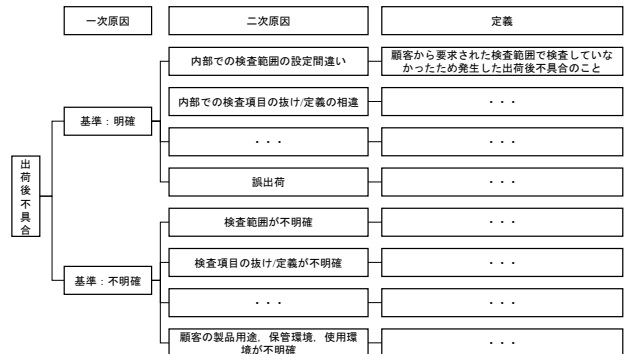 一次原因
二次原因
定義
内部での検査範囲の設定間違い
顧客から要求された検査範囲で検査していな
かったため発生した出荷後不具合のこと
内部での検査項目の抜け/定義の相違
・・・
基準：明確
・・・
・・・
誤出荷
・・・
出荷後不具合
検査範囲が不明確
・・・
検査項目の抜け/定義が不明確
・・・
基準：不明確
・・・
・・・
顧客の製品用途，保管環境，使用環
境が不明確
・・・